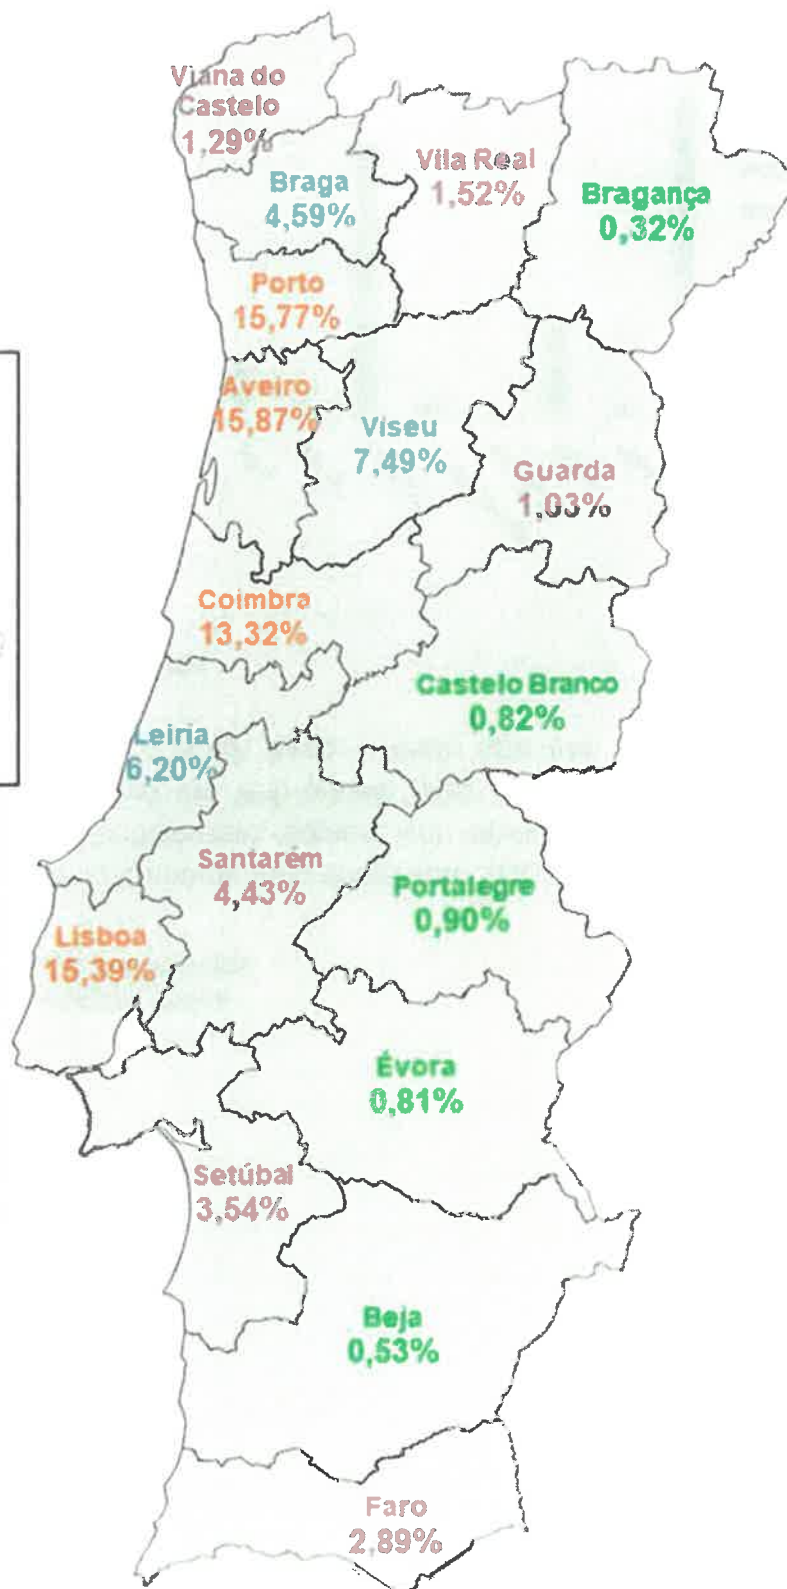 Viana do
Castelo
1,29%
Braga
4,59%
Vila Real
1,52%
Bragança
0,32%
Porto
15,77%
Aveiro
15,87%
Viseu
7,49%
Guarda
1,03%
Coimbra
13,32%
Castelo Branco
0,82%
Leiria
6,20%
Santarém
4,43%
Portalegre
0,90%
Lisboa
15,39%
Évora
0,81%
Setúbal
3,54%
Beja
0,53%
Faro
2,89%